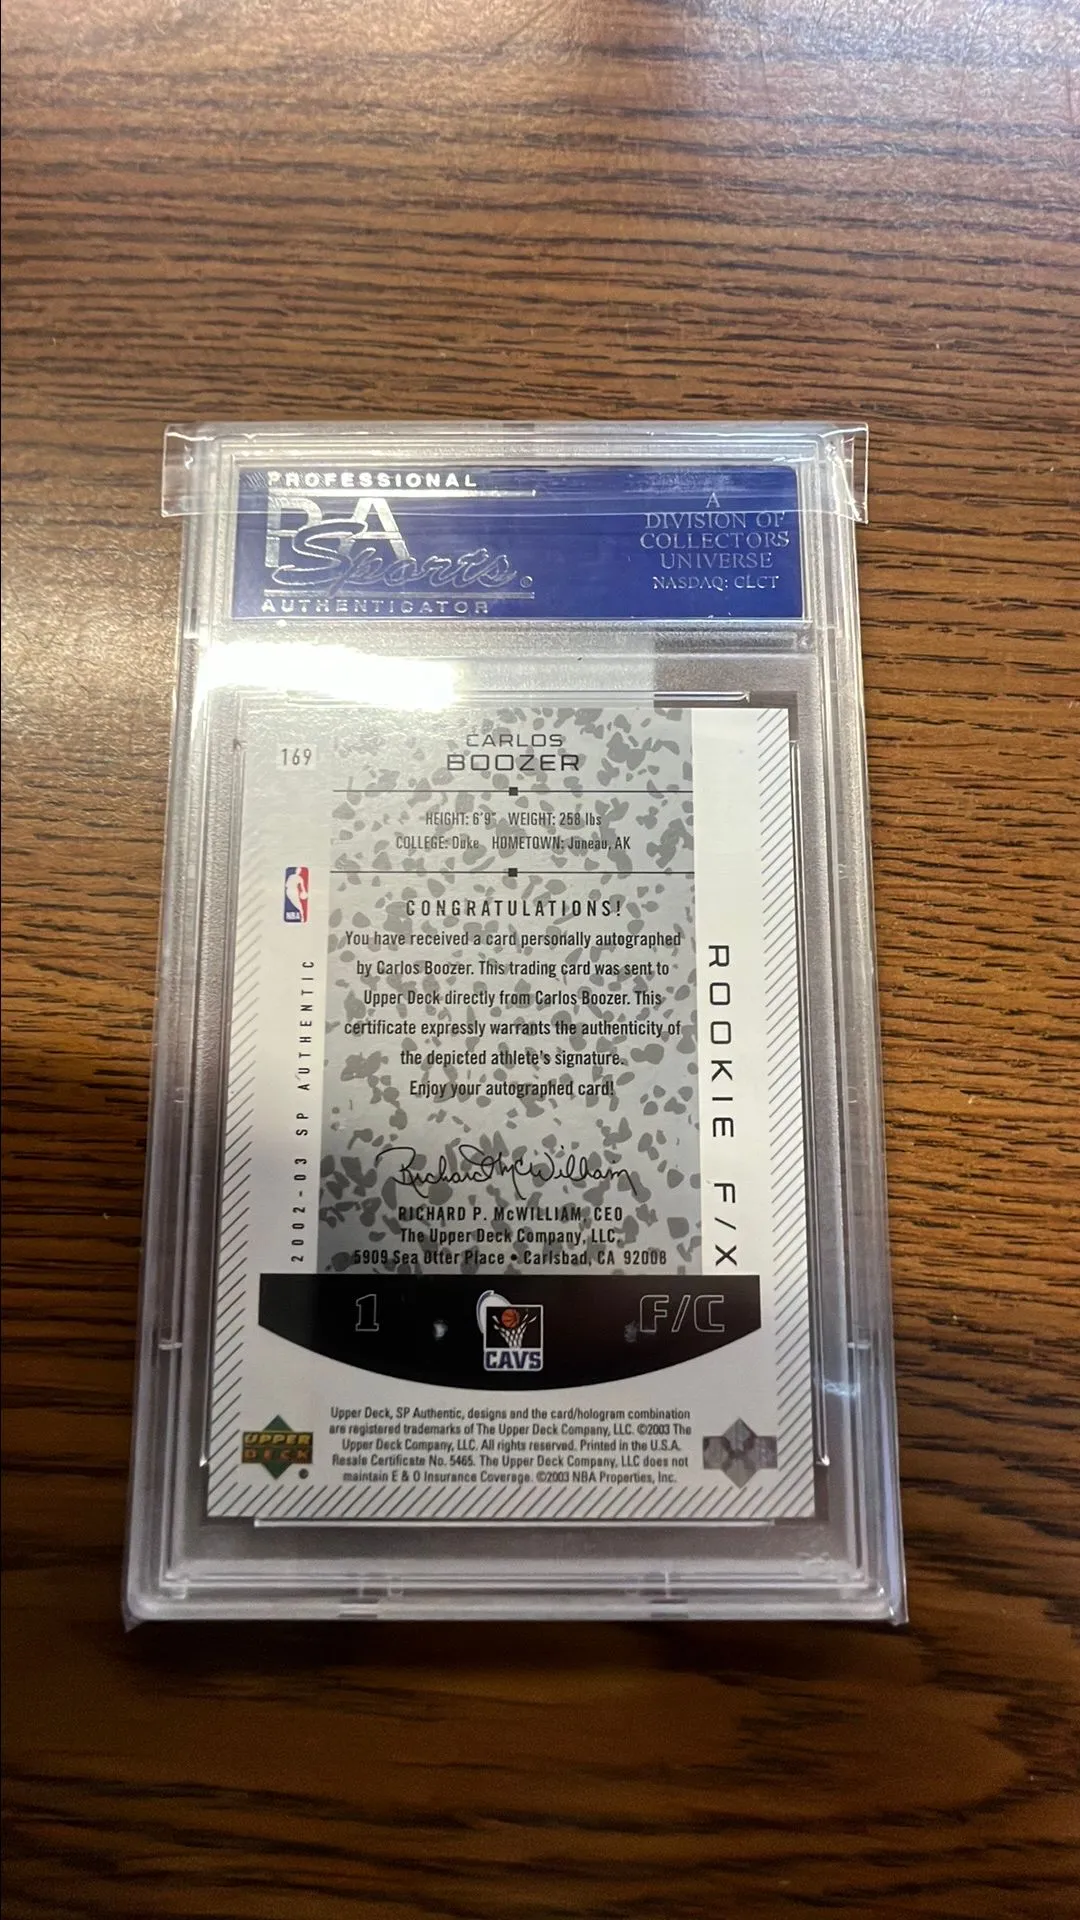 PROFESSIONAL
PSA
Sports
AUTHENTICATOR
A
DIVISION OF
COLLECTORS
UNIVERSE
NASDAQ: CLCT
169
CARLOS
BOOZER
HEIGHT: 6'9" WEIGHT: 258 lbs
COLLEGE: Duke HOMETOWN: Juneau, AK
CONGRATULATIONS!
You have received a card personally autographed
by Carlos Boozer. This trading card was sent to
Upper Deck directly from Carlos Boozer. This
certificate expressly warrants the authenticity of
the depicted athlete's signature.
Enjoy your autographed card!
Richard McWilliam
RICHARD P. McWILLIAM, CEO
The Upper Deck Company, LLC.
5909 Sea Otter Place • Carlsbad, CA 92008
NBA
2002-03 SP AUTHENTIC
ROOKIE F/X
1
CAVS
F/C
UPPER
DECK
Upper Deck, SP Authentic, designs and the card/hologram combination
are registered trademarks of The Upper Deck Company, LLC. ©2003 The
Upper Deck Company, LLC. All rights reserved. Printed in the U.S.A.
Resale Certificate No. 5465. The Upper Deck Company, LLC does not
maintain E & O Insurance Coverage. ©2003 NBA Properties, Inc.